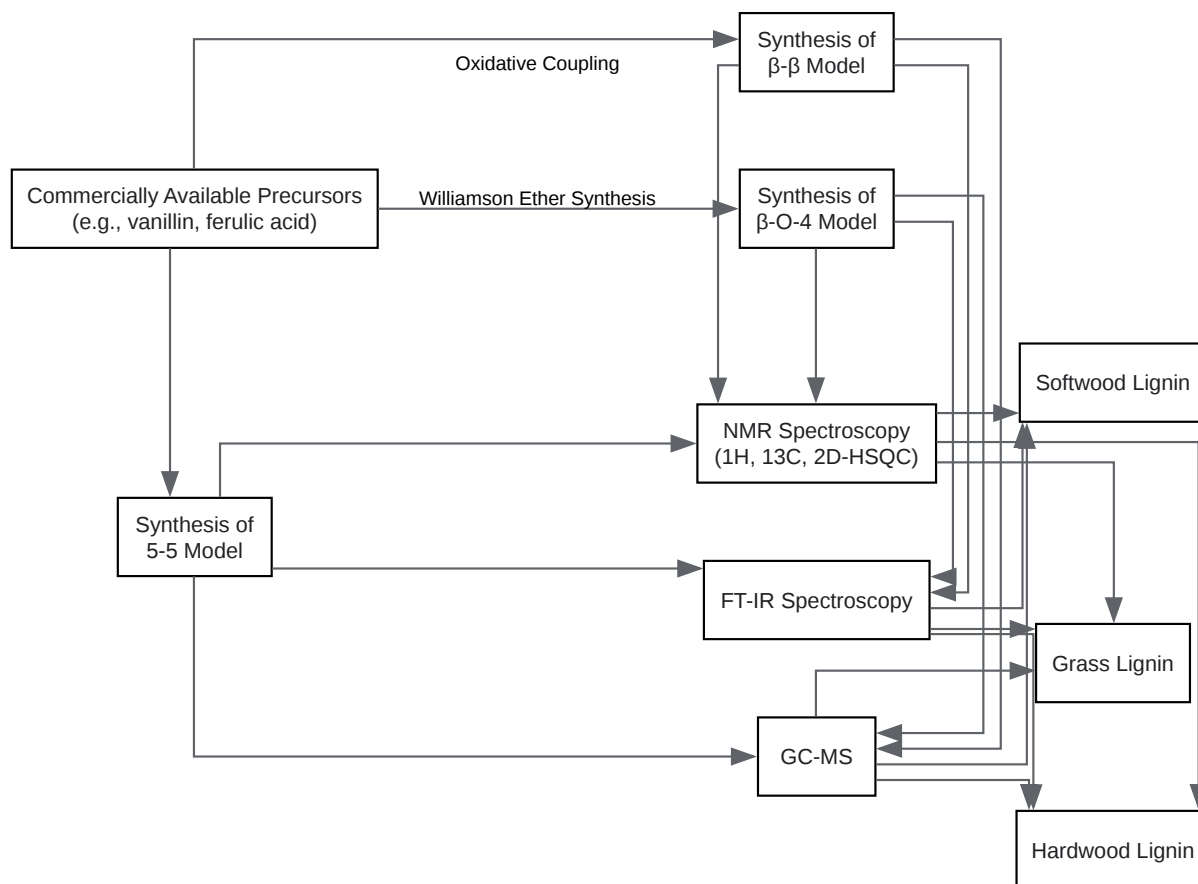 Synthesis of
β-β Model
Oxidative Coupling
Commercially Available Precursors
(e.g., vanillin, ferulic acid)
Williamson Ether Synthesis
Synthesis of
β-O-4 Model
Softwood Lignin
NMR Spectroscopy
(1H, 13C, 2D-HSQC)
Synthesis of
5-5 Model
FT-IR Spectroscopy
Grass Lignin
GC-MS
Hardwood Lignin